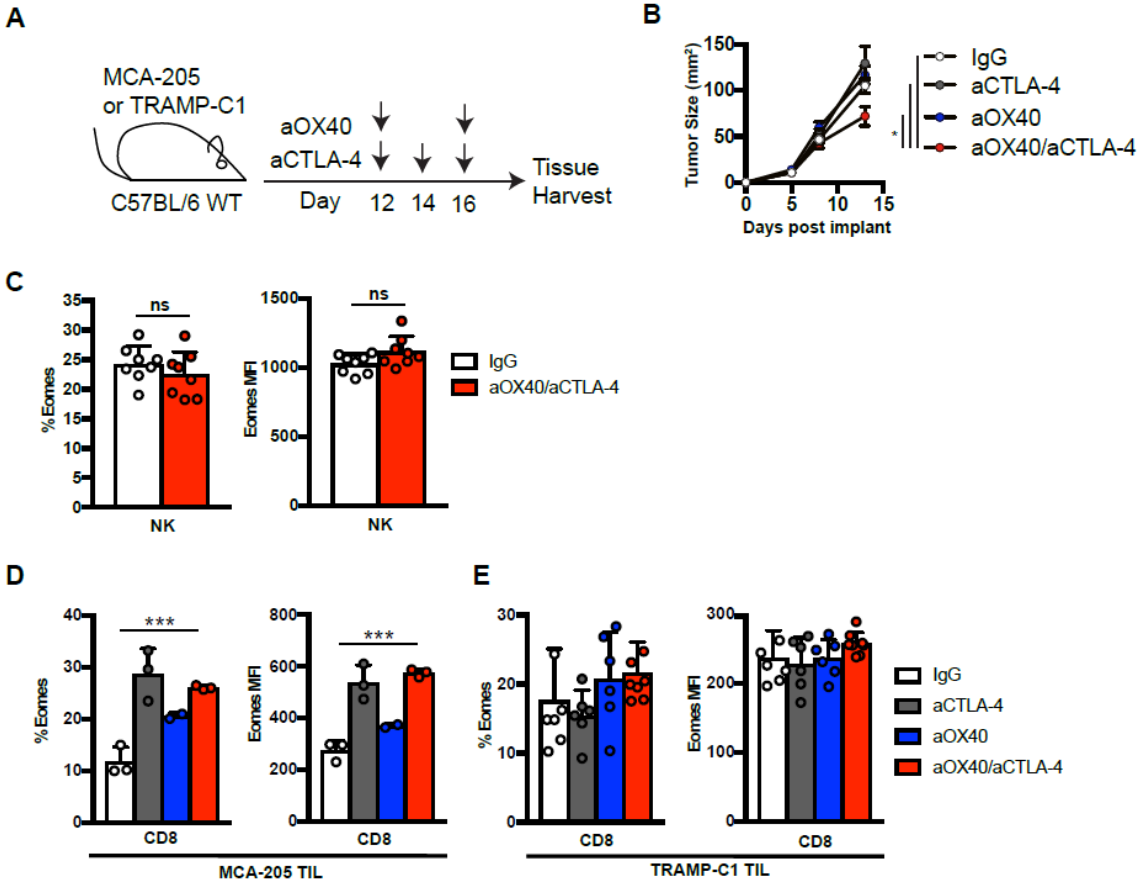 A
MCA-205
or TRAMP-C1
C57BL/6 WT
aOX40
aCTLA-4
Day 12 14 16
Tissue
Harvest
B
Tumor Size (mm²)
150
100
50
0
0 5 10 15
Days post implant
IgG
aCTLA-4
aOX40
aOX40/aCTLA-4
*
C
%Eomes
35
30
25
20
15
10
5
0
ns
NK
Eomes MFI
1500
1000
500
0
ns
NK
IgG
aOX40/aCTLA-4
D
%Eomes
40
30
20
10
0
***
CD8
Eomes MFI
800
600
400
200
0
***
CD8
MCA-205 TIL
E
% Eomes
30
20
10
0
CD8
Eomes MFI
300
200
100
0
CD8
TRAMP-C1 TIL
IgG
aCTLA-4
aOX40
aOX40/aCTLA-4